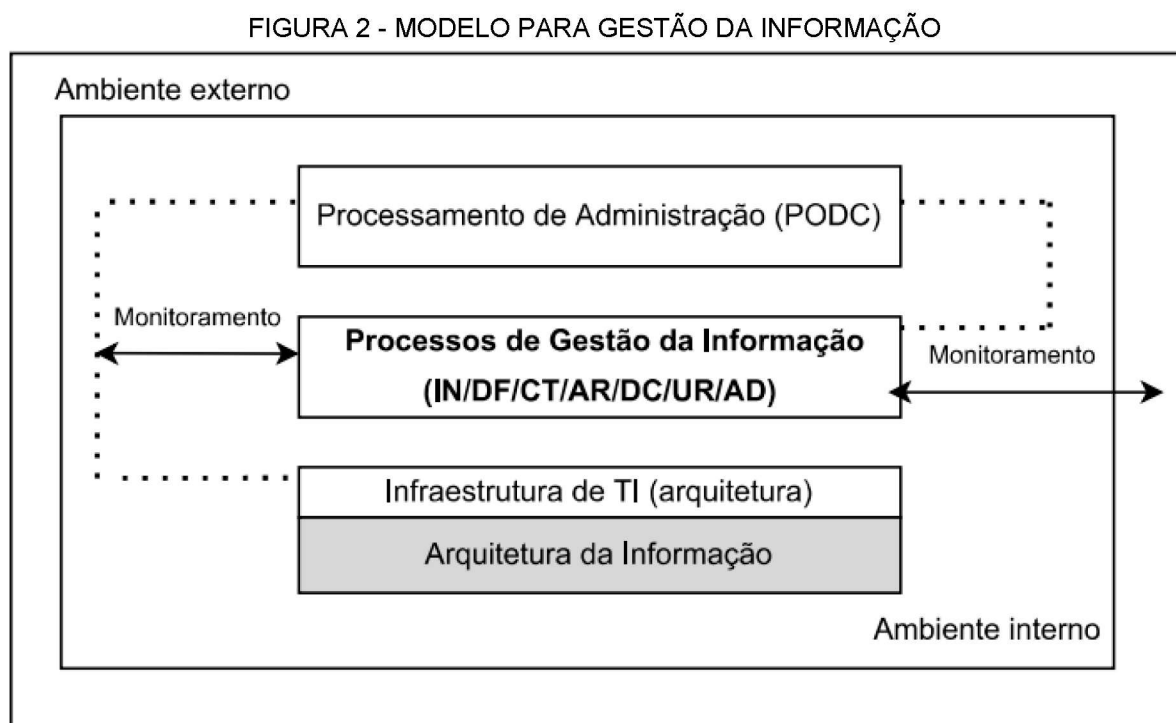 FIGURA 2 - MODELO PARA GESTÃO DA INFORMAÇÃO
Ambiente externo
Processamento de Administração (PODC)
Monitoramento
Processos de Gestão da Informação
(IN/DF/CT/AR/DC/UR/AD)
Monitoramento
Infraestrutura de TI (arquitetura)
Arquitetura da Informação
Ambiente interno